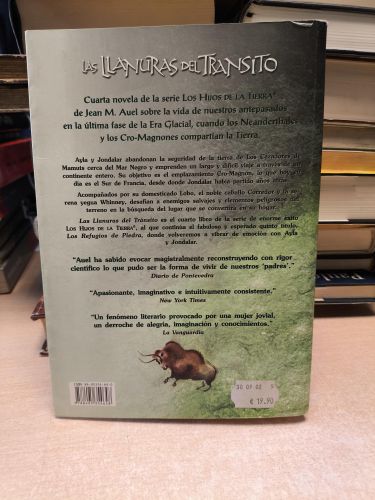 LAS LLANURAS DEL TRÁNSITO
Cuarta novela de la serie LOS HIJOS DE LA TIERRA®
de Jean M. Auel sobre la vida de nuestros antepasados
en la última fase de la Era Glacial, cuando los Neanderthales
y los Cro-Magnones compartían la Tierra.
Ayla y Jondalar abandonan la seguridad de la tierra de Los Cazadores de
Mamuts cerca del Mar Negro y emprenden un largo y difícil viaje a través de un
continente entero. Su objetivo es el emplazamiento Cro-Magnon, lo que hoy en
día es el Sur de Francia, desde donde Jondalar había partido años antes.
Acompañados por su domesticado Lobo, el noble caballo Corredor y la se-
rena yegua Whinney, desafían a enemigos salvajes y elementos peligrosos del
terreno en la búsqueda del lugar que se convertirá en su hogar.
Las Llanuras del Tránsito es el cuarto libro de la serie de enorme éxito
LOS HIJOS DE LA TIERRA®, al que continúa el fabuloso y esperado quinto título,
Los Refugios de Piedra, donde volveremos a vibrar de emoción con Ayla
y Jondalar.
"Auel ha sabido evocar magistralmente reconstruyendo con rigor
científico lo que pudo ser la forma de vivir de nuestros "padres"."
Diario de Pontevedra
"Apasionante, imaginativo e intuitivamente consistente."
New York Times
"Un fenómeno literario provocado por una mujer jovial,
un derroche de alegría, imaginación y conocimientos."
La Vanguardia
30 09 02 5
€ 19,90